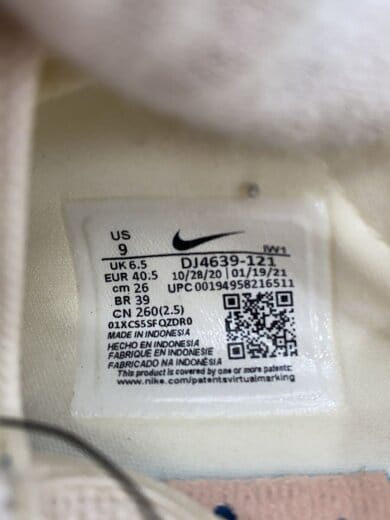 US
9
IW1
UK 6.5 DJ4639-121
EUR 40.5 10/28/20 | 01/19/21
cm 26 UPC 00194958216511
BR 39
CN 260(2.5)
01XCS5SFQZDR0
MADE IN INDONESIA
HECHO EN INDONESIA
FABRIQUÉ EN INDONÉSIE
FABRICADO NA INDONÉSIA
This product is covered by one or more patents.
www.nike.com/patentsvirtualmarking